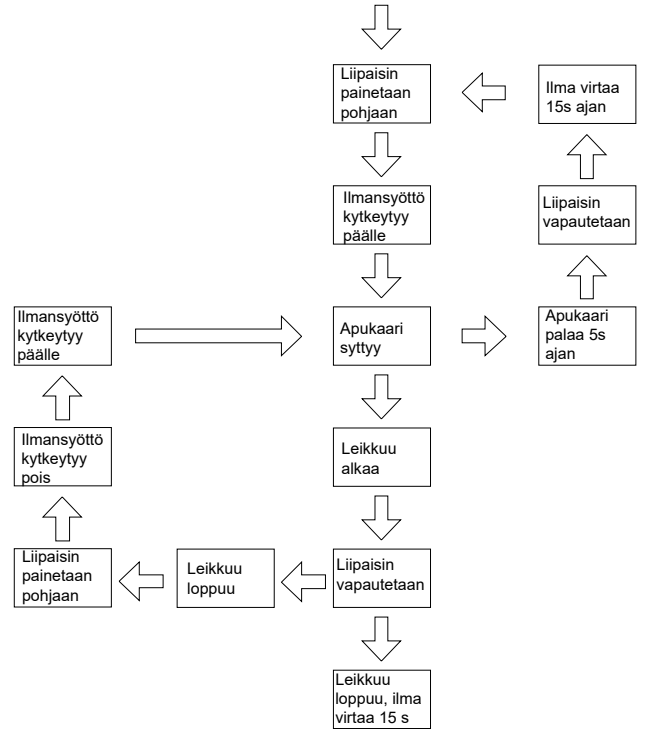 Liipaisin
painetaan
pohjaan
Ilma virtaa
15s ajan
Ilmansyöttö
kytkeytyy
päälle
Liipaisin
vapautetaan
Ilmansyöttö
kytkeytyy
päälle
Apukaari
syttyy
Apukaari
palaa 5s
ajan
Ilmansyöttö
kytkeytyy
pois
Leikkuu
alkaa
Liipaisin
painetaan
pohjaan
Leikkuu
loppuu
Liipaisin
vapautetaan
Leikkuu
loppuu, ilma
virtaa 15 s